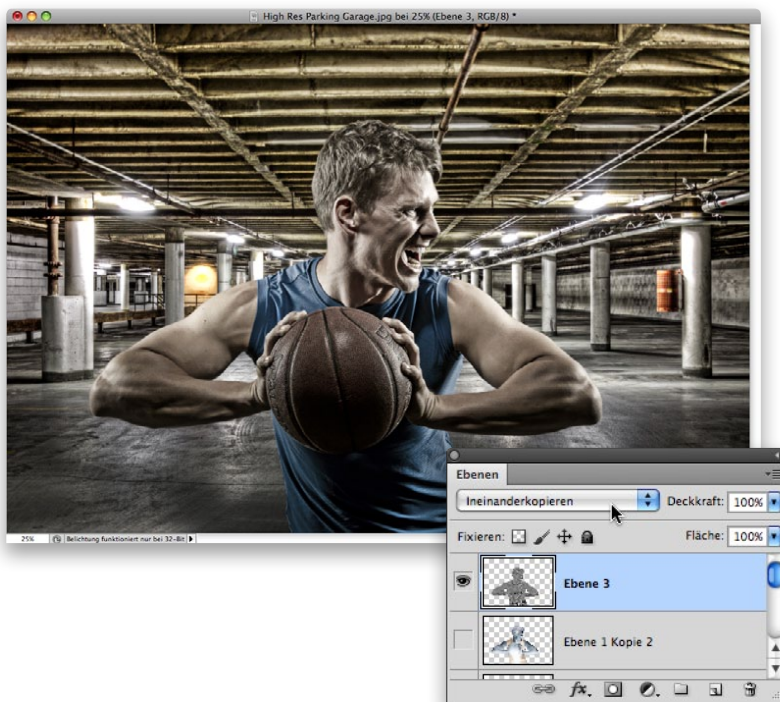 High Res Parking Garage.jpg bei 25% (Ebene 3, RGB/8) *
25%
Belichtung funktioniert nur bei 32-Bit
Ebenen
Ineinanderkopieren
Deckkraft: 100%
Fixieren:
Fläche: 100%
Ebene 3
Ebene 1 Kopie 2
fx